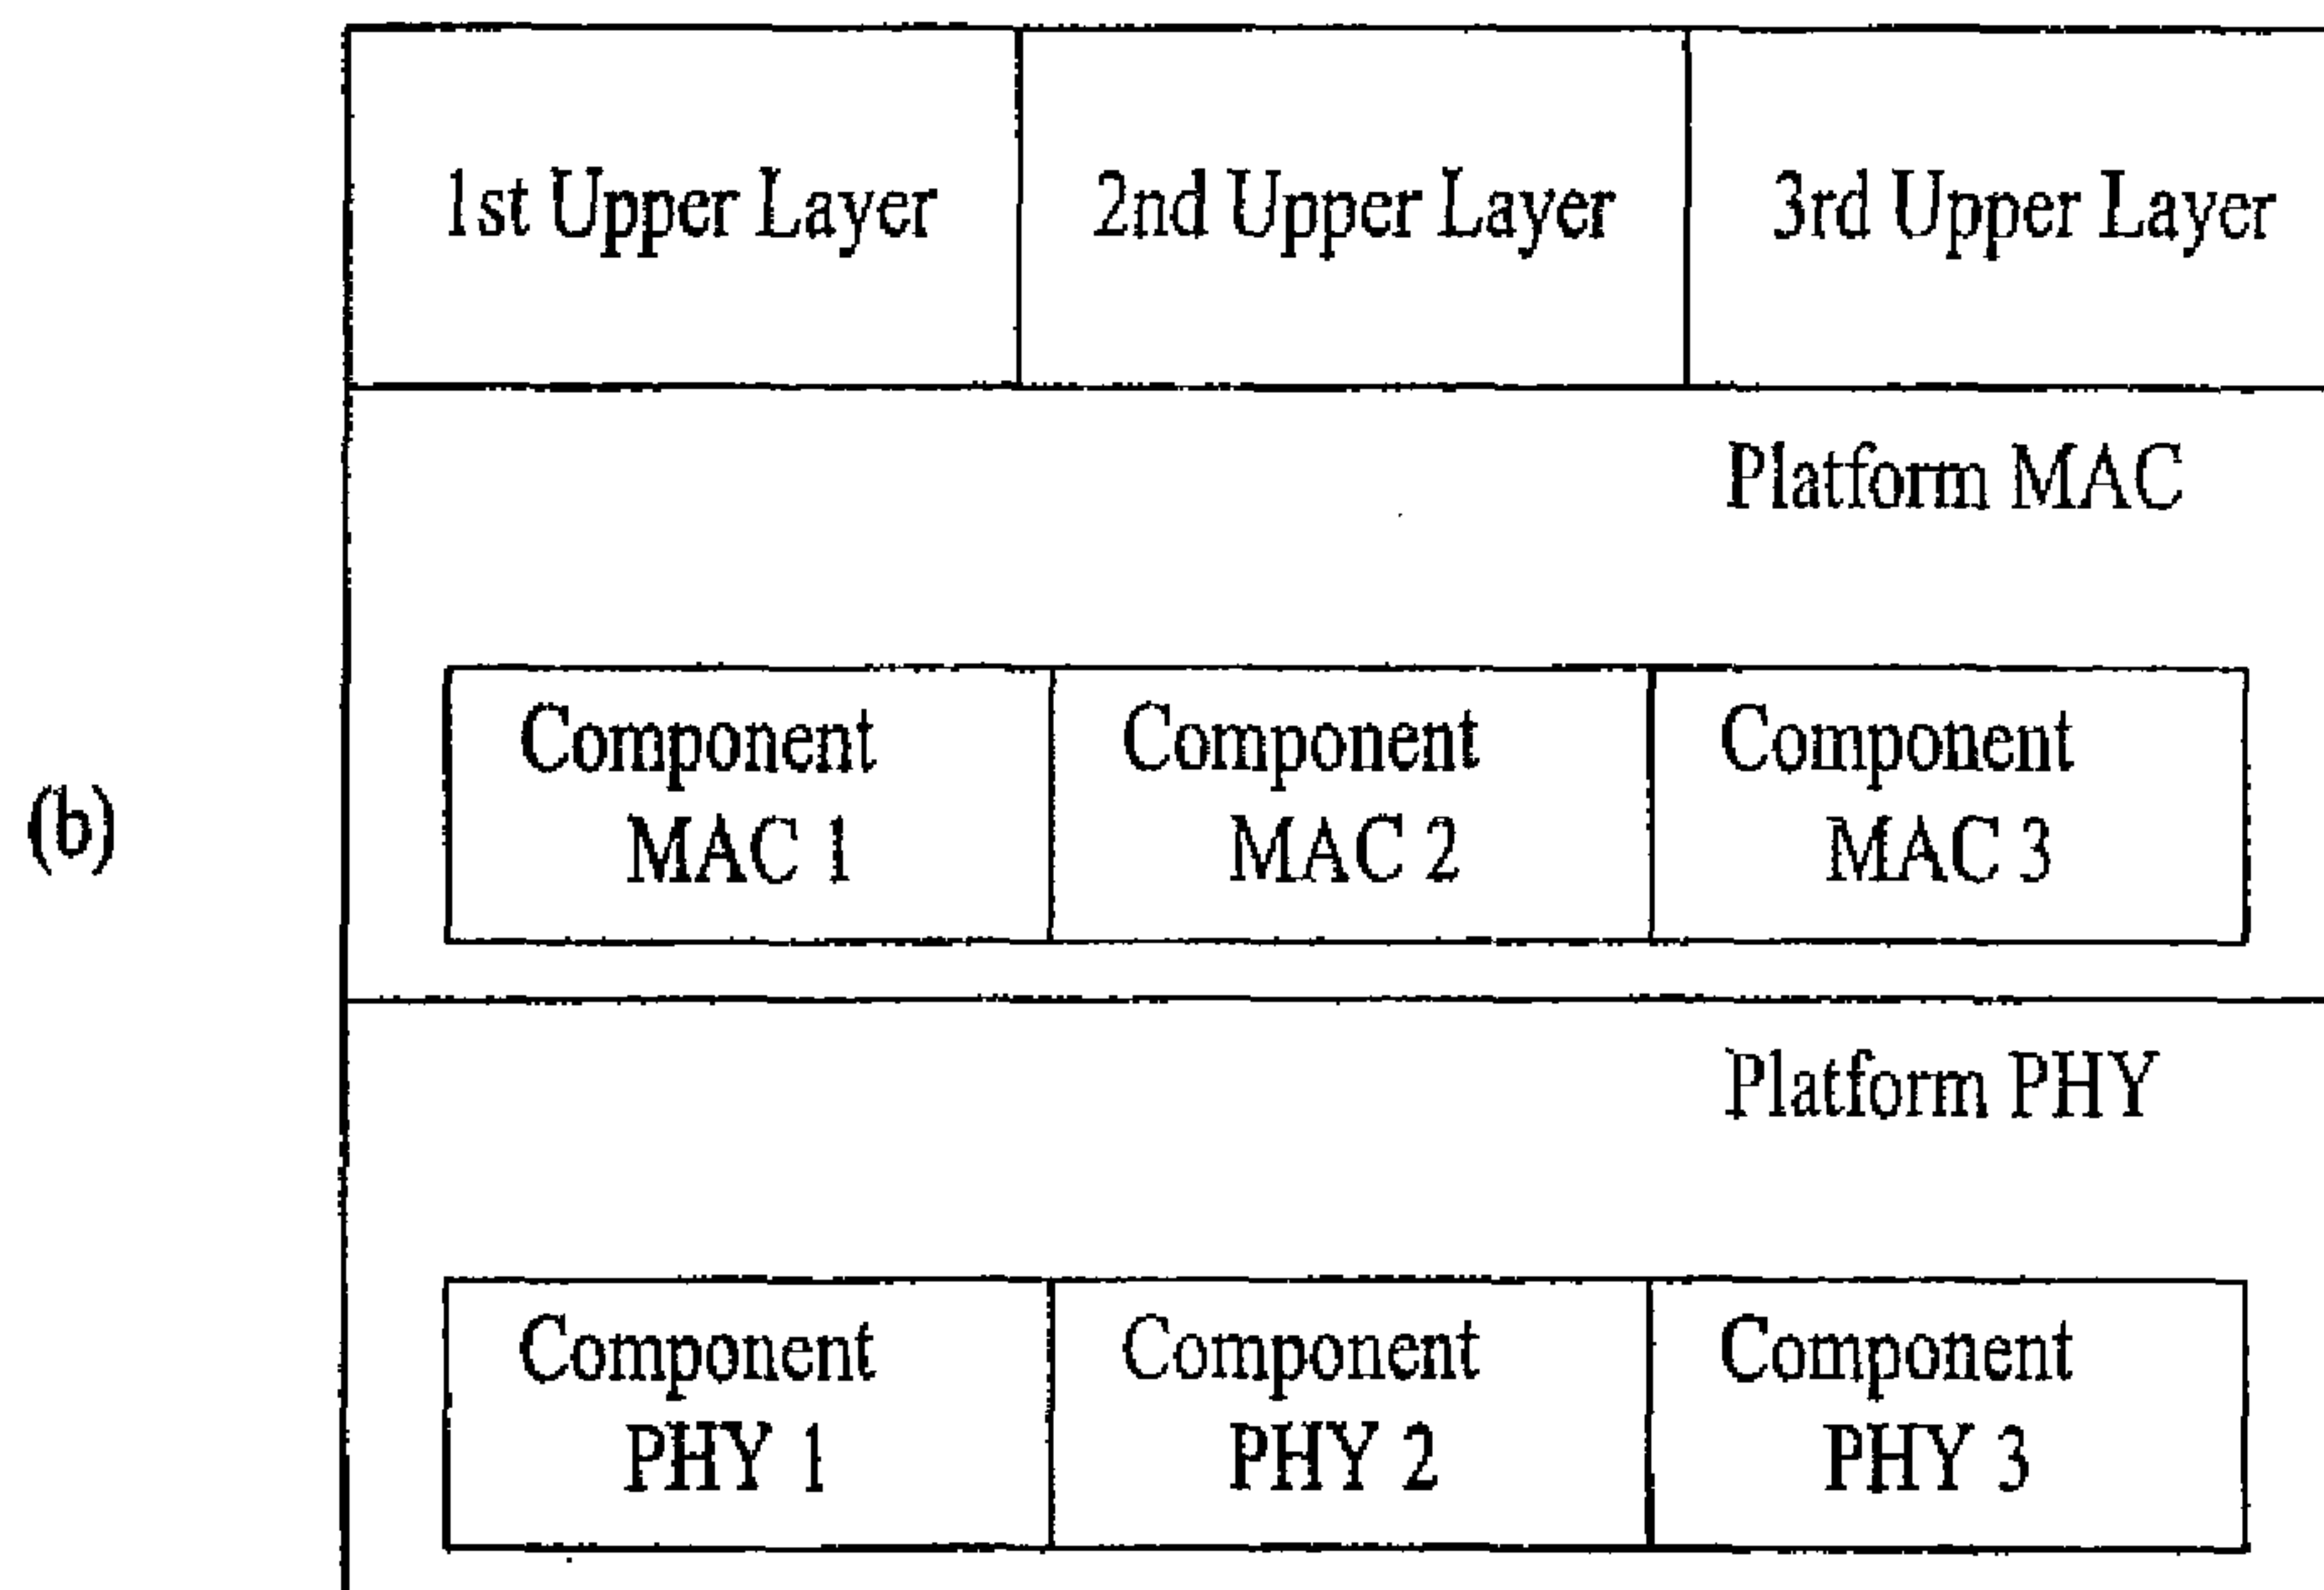 1st Upper Layer
2nd Upper Layer
3rd Upper Layer
Platform MAC
Component
MAC 1
Component
MAC 2
Component
MAC 3
(b)
Platform PHY
Component
PHY 1
Component
PHY 2
Component
PHY 3